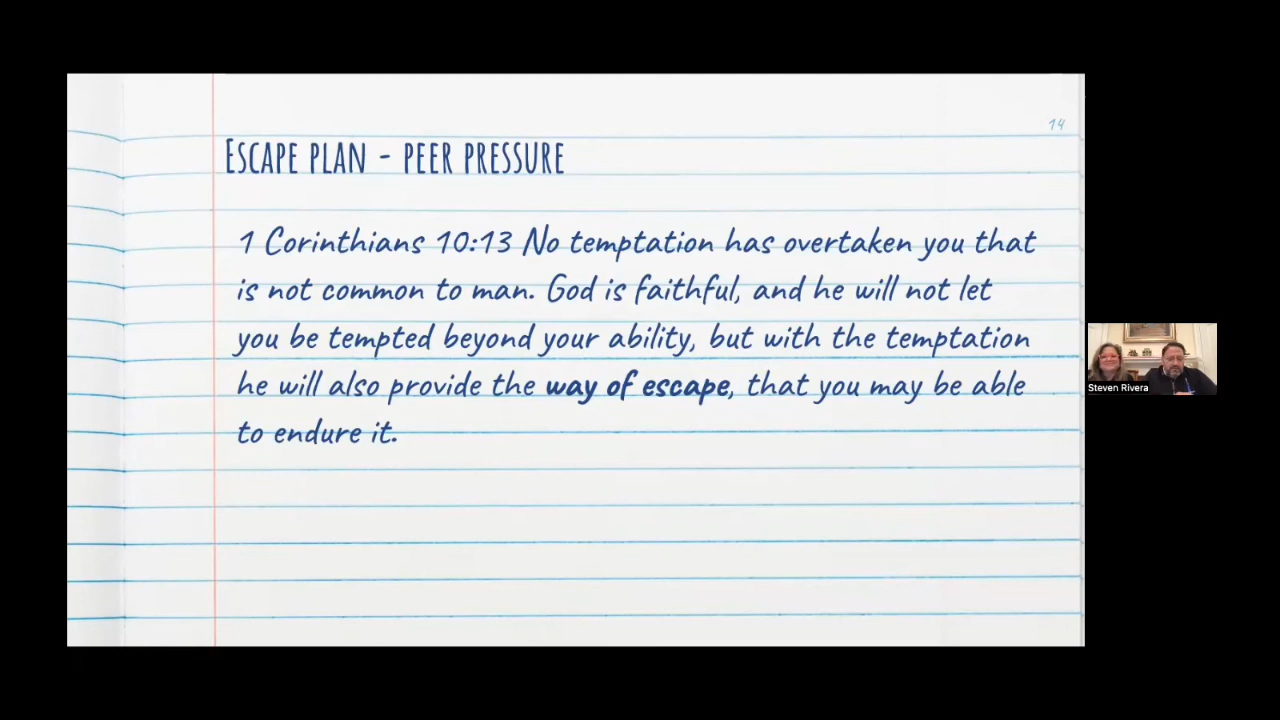 14
ESCAPE PLAN - PEER PRESSURE
1 Corinthians 10:13 No temptation has overtaken you that
is not common to man. God is faithful, and he will not let
you be tempted beyond your ability, but with the temptation
he will also provide the way of escape, that you may be able
to endure it.
Steven Rivera